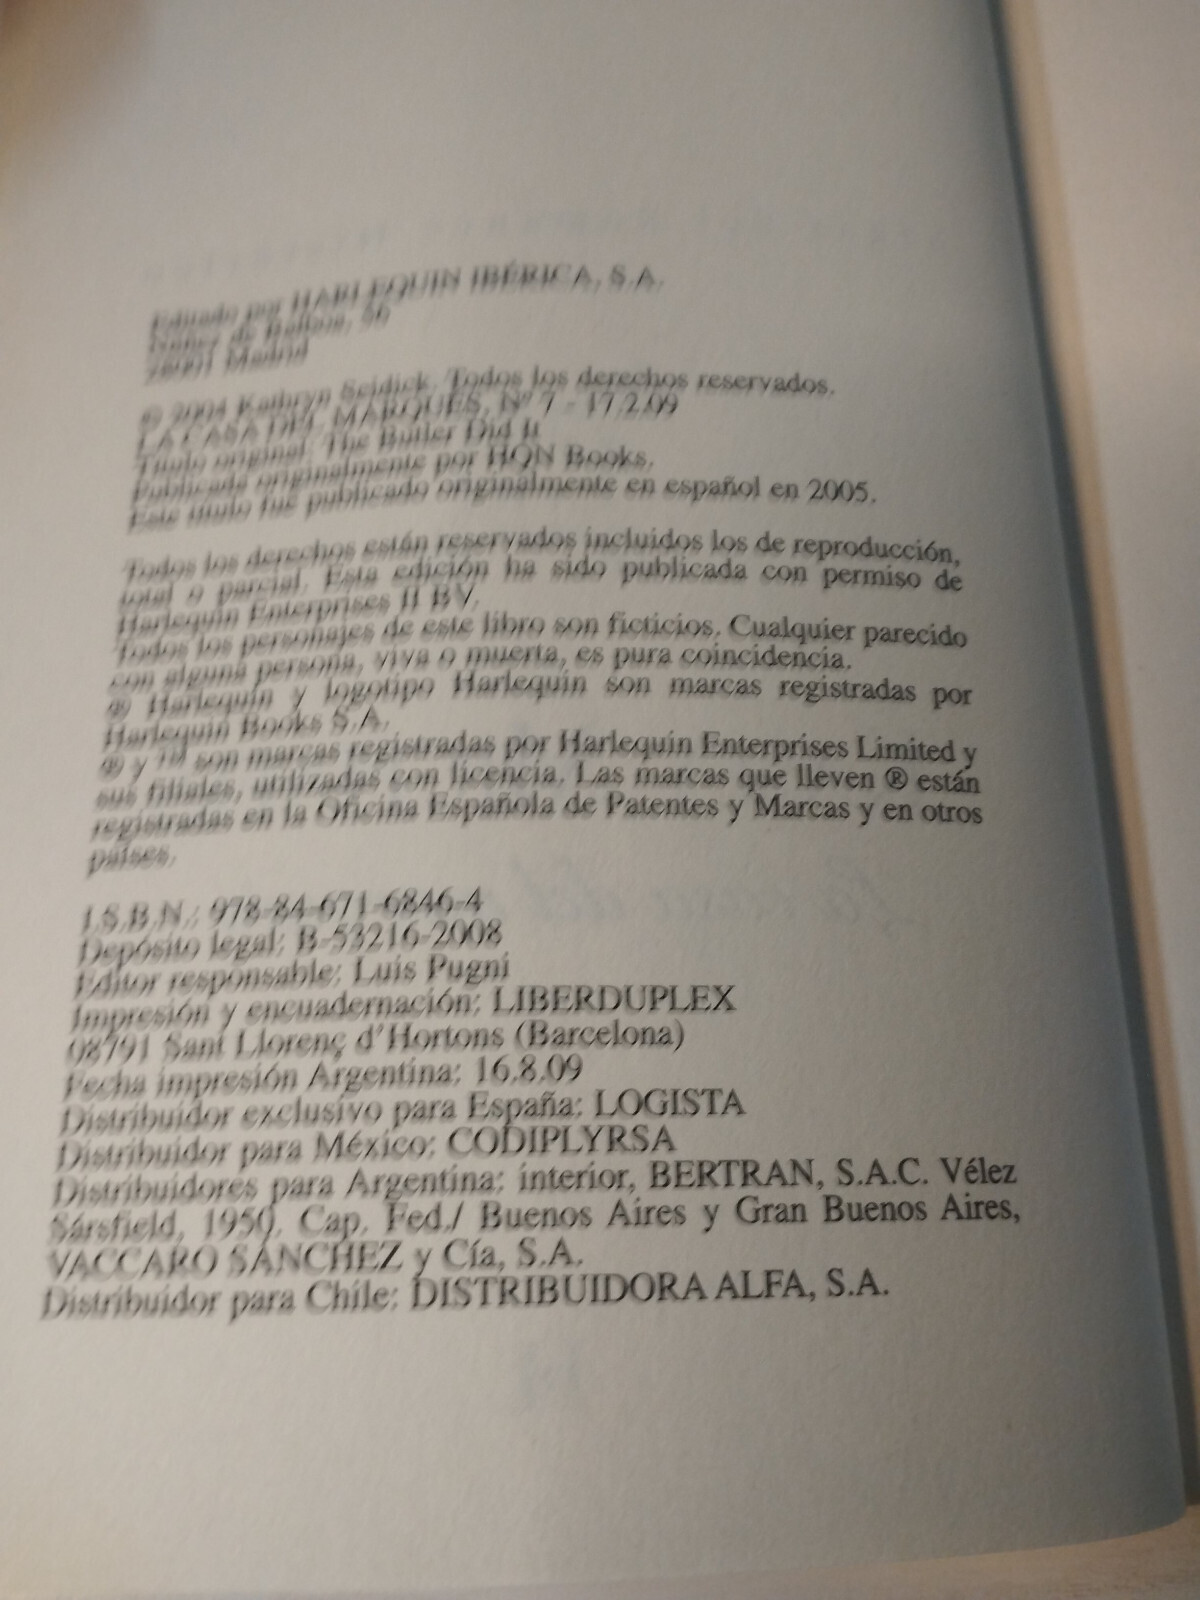 Editado por HARLEQUIN IBÉRICA, S.A.
Núñez de Balboa, 56
28001 Madrid
© 2004 Kathryn Seidick. Todos los derechos reservados.
LA CASA DEL MARQUÉS, Nº 7 - 17.2.09
Título original: The Butler Did It
Publicada originalmente por HQN Books.
Este título fue publicado originalmente en español en 2005.
Todos los derechos están reservados incluidos los de reproducción,
total o parcial. Esta edición ha sido publicada con permiso de
Harlequin Enterprises II BV.
Todos los personajes de este libro son ficticios. Cualquier parecido
con alguna persona, viva o muerta, es pura coincidencia.
® Harlequin y logotipo Harlequin son marcas registradas por
Harlequin Books S.A.
® y ™ son marcas registradas por Harlequin Enterprises Limited y
sus filiales, utilizadas con licencia. Las marcas que lleven ® están
registradas en la Oficina Española de Patentes y Marcas y en otros
países.
I.S.B.N.: 978-84-671-6846-4
Depósito legal: B-53216-2008
Editor responsable: Luis Pugni
Impresión y encuadernación: LIBERDUPLEX
08791 Sant Llorenç d'Hortons (Barcelona)
Fecha impresión Argentina: 16.8.09
Distribuidor exclusivo para España: LOGISTA
Distribuidor para México: CODIPLYRSA
Distribuidores para Argentina: interior, BERTRAN, S.A.C. Vélez
Sársfield, 1950. Cap. Fed./ Buenos Aires y Gran Buenos Aires,
VACCARO SÁNCHEZ y Cía, S.A.
Distribuidor para Chile: DISTRIBUIDORA ALFA, S.A.